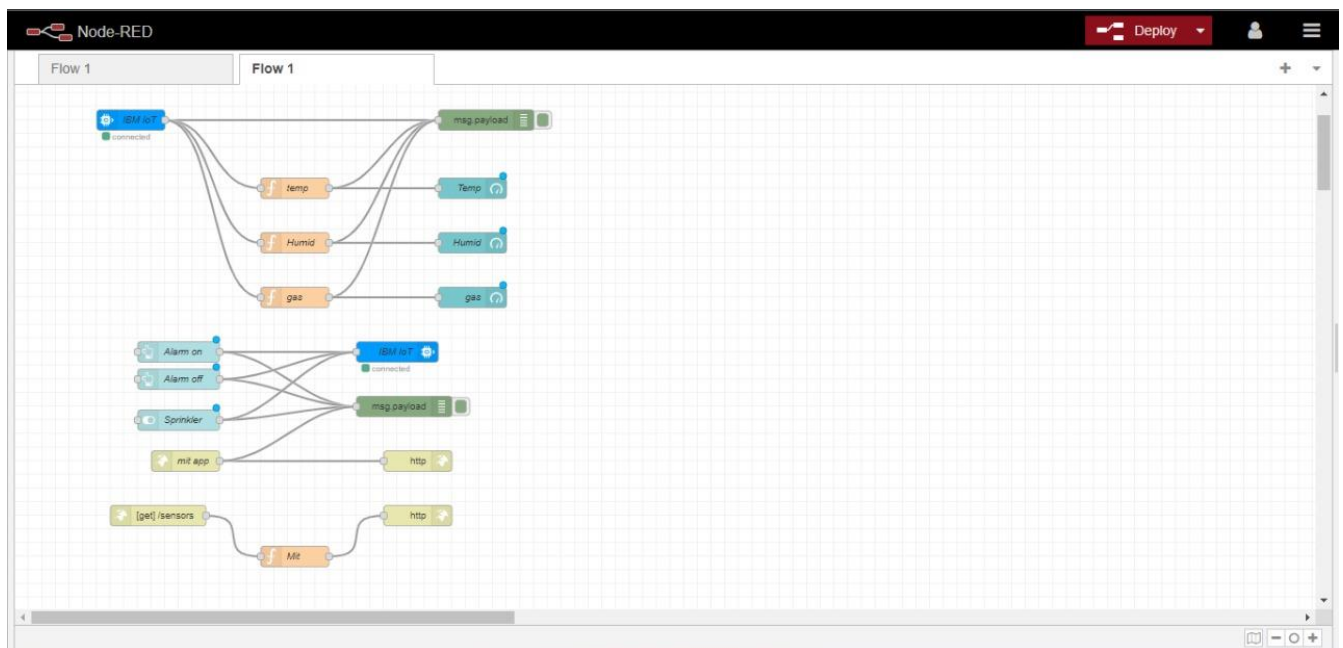 Node-RED
Deploy
Flow 1
Flow 1
IBM IoT
msg.payload
connected
temp
Temp
Humid
Humid
gas
gas
Alarm on
IBM IoT
connected
Alarm off
msg.payload
Sprinkler
mit app
http
[get] /sensors
http
Mit